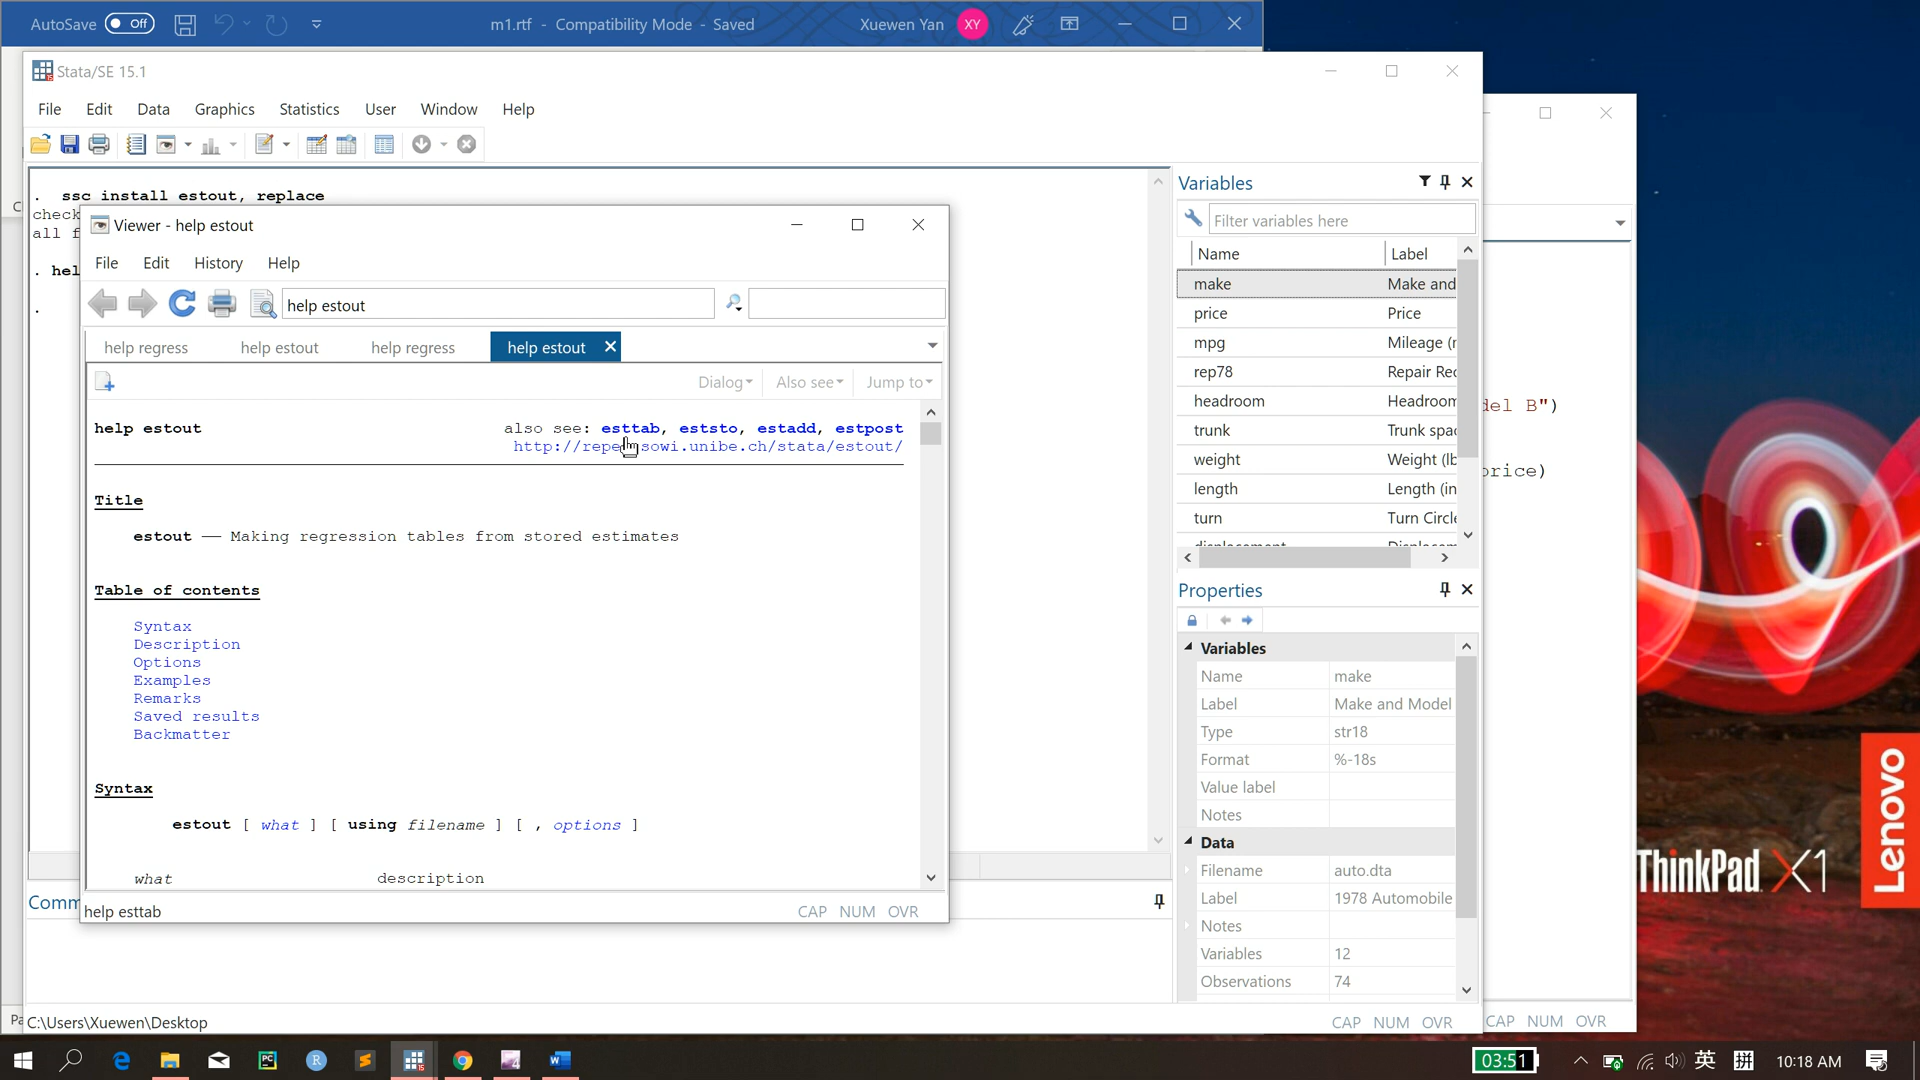 AutoSave Off m1.rtf - Compatibility Mode - Saved Xuewen Yan XY
Stata/SE 15.1
File Edit Data Graphics Statistics User Window Help
. ssc install estout, replace
check
all f
. hel
.
Viewer - help estout
File Edit History Help
help estout
help regress help estout help regress help estout
Dialog Also see Jump to
help estout also see: esttab, eststo, estadd, estpost
http://repe sowi.unibe.ch/stata/estout/
Title
estout — Making regression tables from stored estimates
Table of contents
Syntax
Description
Options
Examples
Remarks
Saved results
Backmatter
Syntax
estout [ what ] [ using filename ] [ , options ]
what description
help esttab CAP NUM OVR
Comm
C:\Users\Xuewen\Desktop CAP NUM OVR
Variables
Filter variables here
Name Label
make Make and
price Price
mpg Mileage (r
rep78 Repair Rec
headroom Headroom
trunk Trunk spac
weight Weight (lb
length Length (in
turn Turn Circle
Properties
Variables
Name make
Label Make and Model
Type str18
Format %-18s
Value label
Notes
Data
Filename auto.dta
Label 1978 Automobile
Notes
Variables 12
Observations 74
del B")
price)
CAP NUM OVR
Lenovo
ThinkPad X1
Pa
03:51 英 拼 10:18 AM